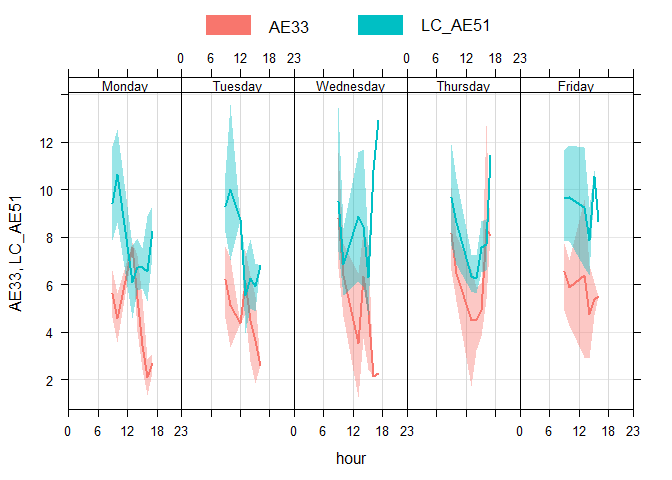 AE33 LC_AE51
0 6 12 18 23 0 6 12 18 23
Monday Tuesday Wednesday Thursday Friday
12
10
8
6
4
2
AE33, LC_AE51
0 6 12 18 23 0 6 12 18 23 0 6 12 18 23
hour